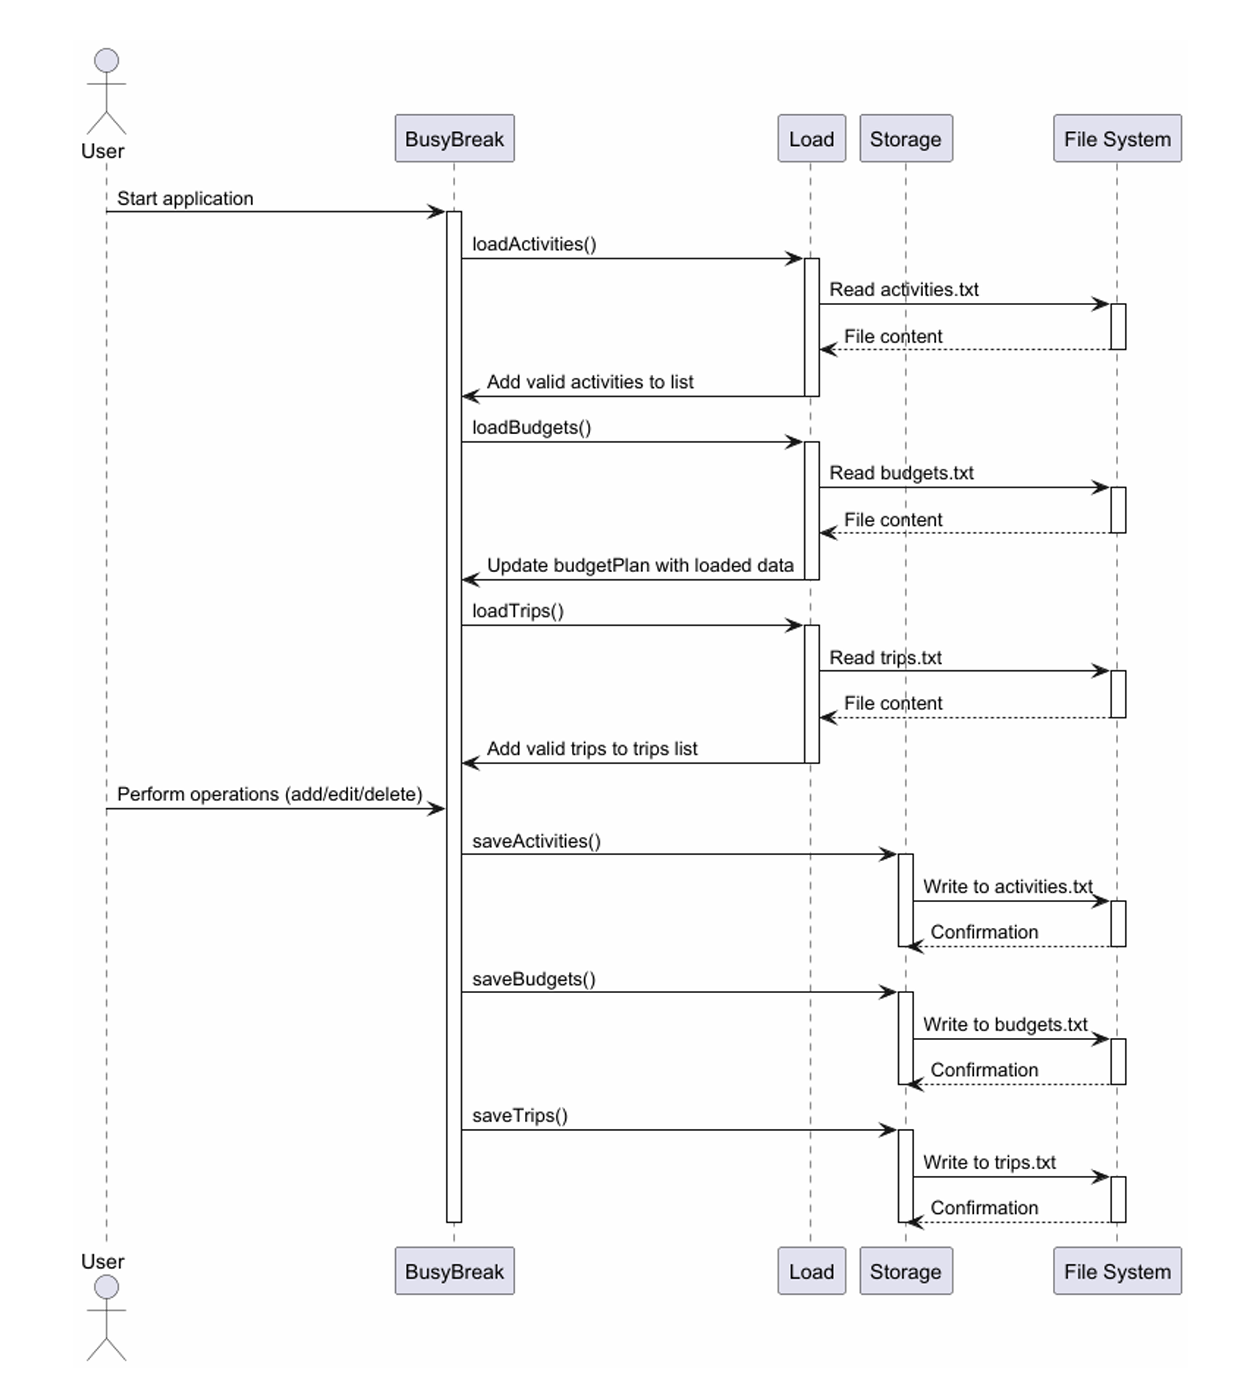 User
BusyBreak
Load
Storage
File System
Start application
loadActivities()
Read activities.txt
File content
Add valid activities to list
loadBudgets()
Read budgets.txt
File content
Update budgetPlan with loaded data
loadTrips()
Read trips.txt
File content
Add valid trips to trips list
Perform operations (add/edit/delete)
saveActivities()
Write to activities.txt
Confirmation
saveBudgets()
Write to budgets.txt
Confirmation
saveTrips()
Write to trips.txt
Confirmation
User
BusyBreak
Load
Storage
File System